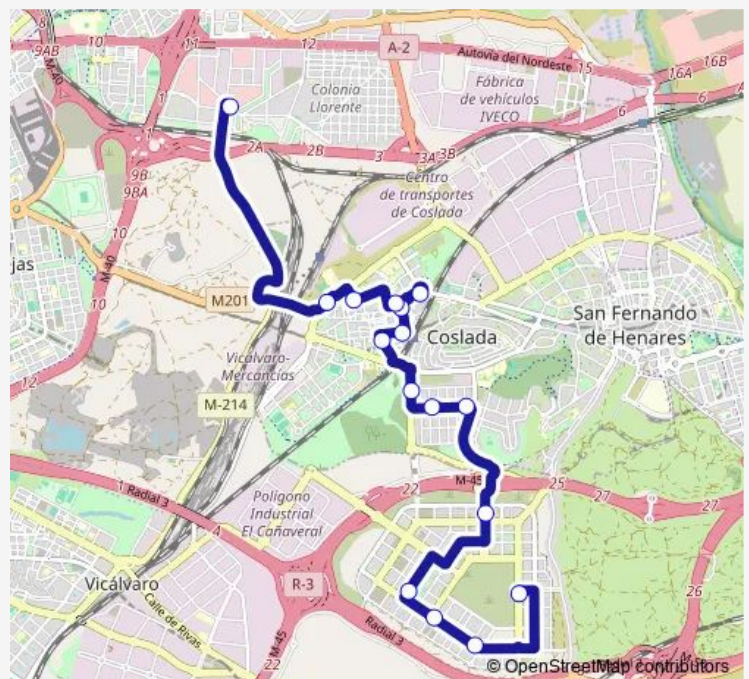 8
9AB
10
11
12
A-2
Autovía del Nordeste
15
16A
16B
M-40
Colonia
Llorente
Fábrica
de vehículos
IVECO
6
6
1
1
2A
2B
3
3A
3B
9B
9BA
Centro
de transportes
de Coslada
10
M-40
jas
10
M201
San Fernando
de Henares
Coslada
Vicálvaro-
Mercancías
12
M-214
M-45
22
25
27
27
1
Radial 3
Polígono
Industrial
El Cañaveral
4
Vicálvaro
R-3
26
Calle de Rivas
Radial 3
M-45
22
© OpenStreetMap contributors